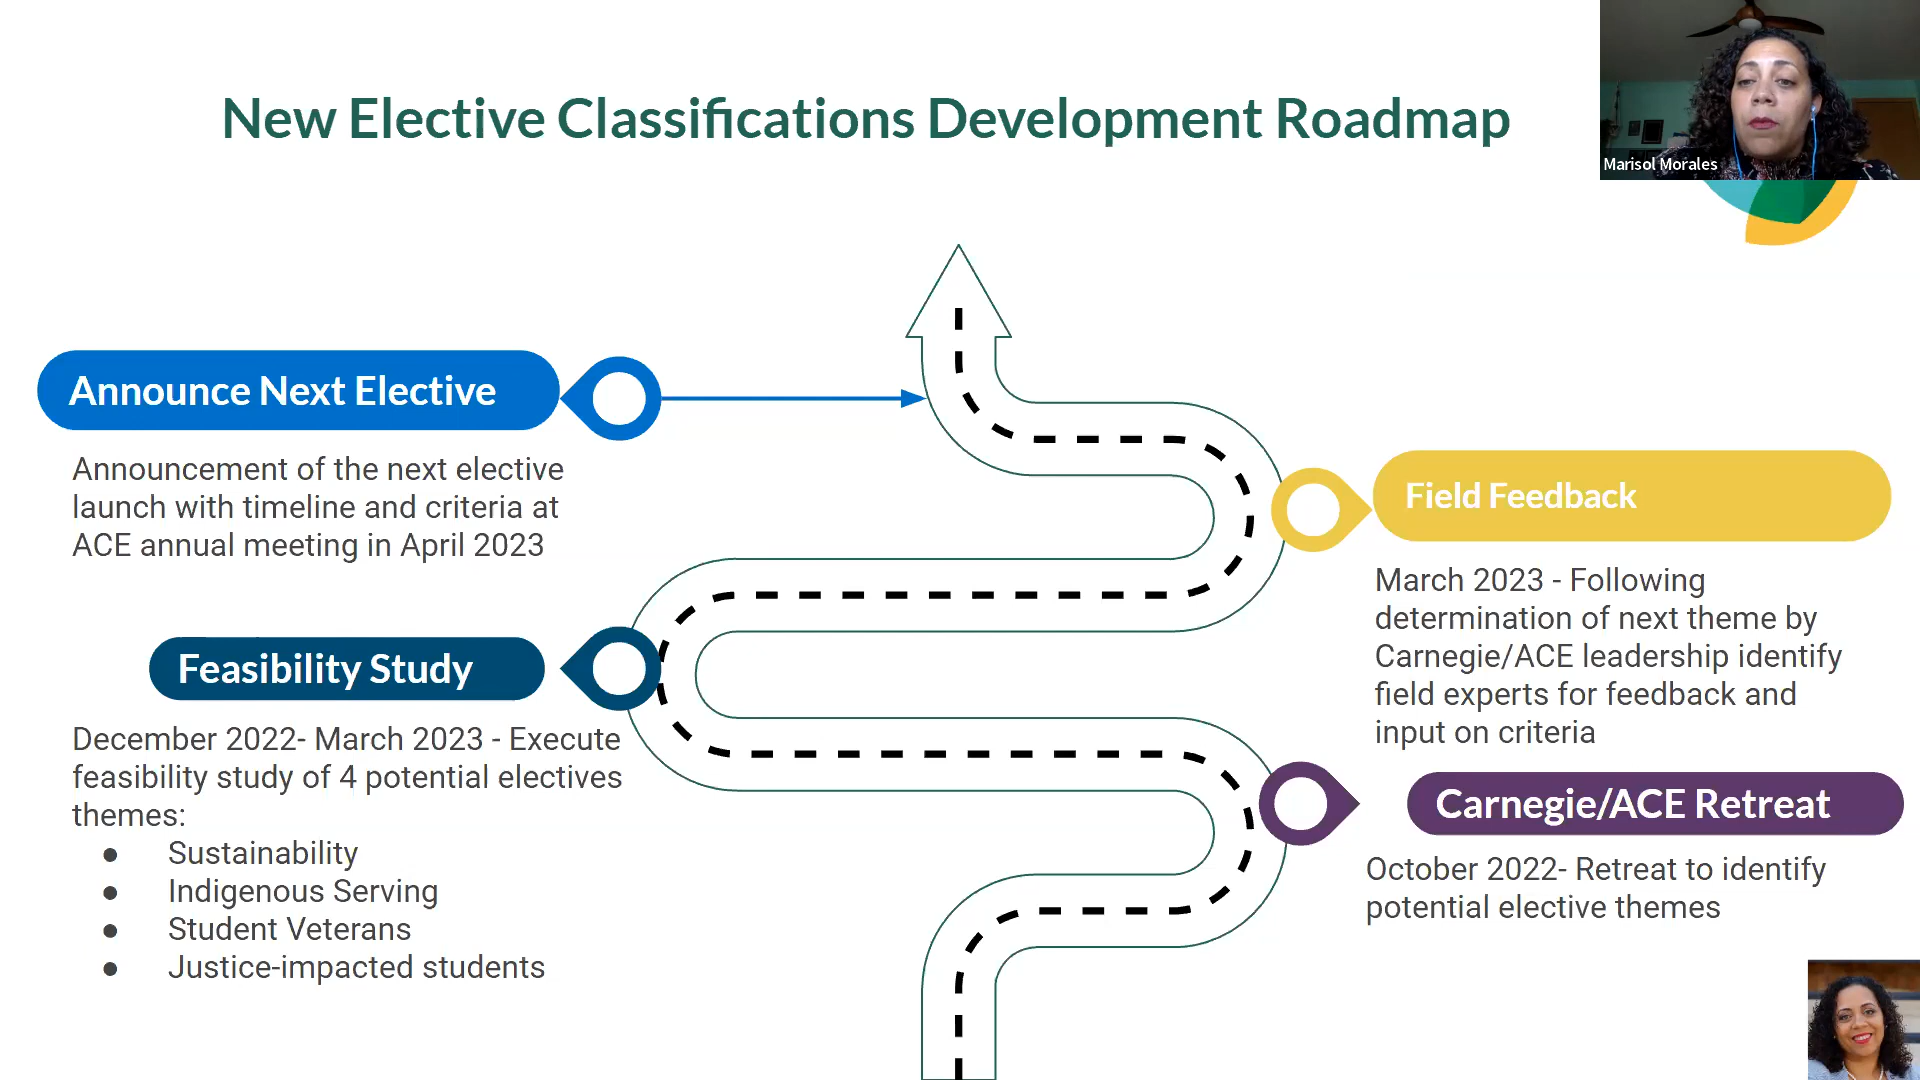 New Elective Classifications Development Roadmap
Marisol Morales
Announce Next Elective
Announcement of the next elective
launch with timeline and criteria at
ACE annual meeting in April 2023
Field Feedback
March 2023 - Following
determination of next theme by
Carnegie/ACE leadership identify
field experts for feedback and
input on criteria
Feasibility Study
December 2022- March 2023 - Execute
feasibility study of 4 potential electives
themes:
● Sustainability
● Indigenous Serving
● Student Veterans
● Justice-impacted students
Carnegie/ACE Retreat
October 2022- Retreat to identify
potential elective themes